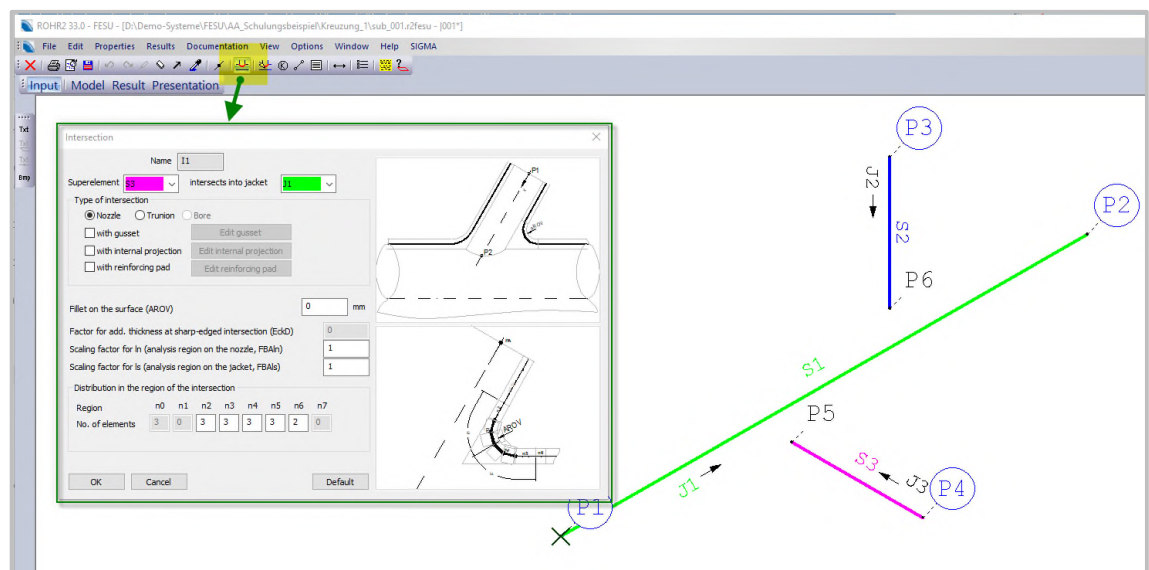 ROHR2 33.0 - FESU - [D:\Demo-Systeme\FESU\AA_Schulungsbeispiel\Kreuzung_1\sub_001.r2fesu - [001*]
File Edit Properties Results Documentation View Options Window Help SIGMA
Input Model Result Presentation
Txt
Bmp
Intersection
Name I1
Superelement S3 intersects into jacket J1
Type of intersection
Nozzle Trunion Bore
with gusset Edit gusset
with internal projection Edit internal projection
with reinforcing pad Edit reinforcing pad
Fillet on the surface (AROV) 0 mm
Factor for add. thickness at sharp-edged intersection (EckD) 0
Scaling factor for ln (analysis region on the nozzle, FBAln) 1
Scaling factor for ls (analysis region on the jacket, FBAls) 1
Distribution in the region of the intersection
Region n0 n1 n2 n3 n4 n5 n6 n7
No. of elements 3 0 3 3 3 3 2 0
OK Cancel Default
P1
P2
AROV
P3
J2
S2
P2
P6
S1
P5
S3
J3
P4
J1
P1